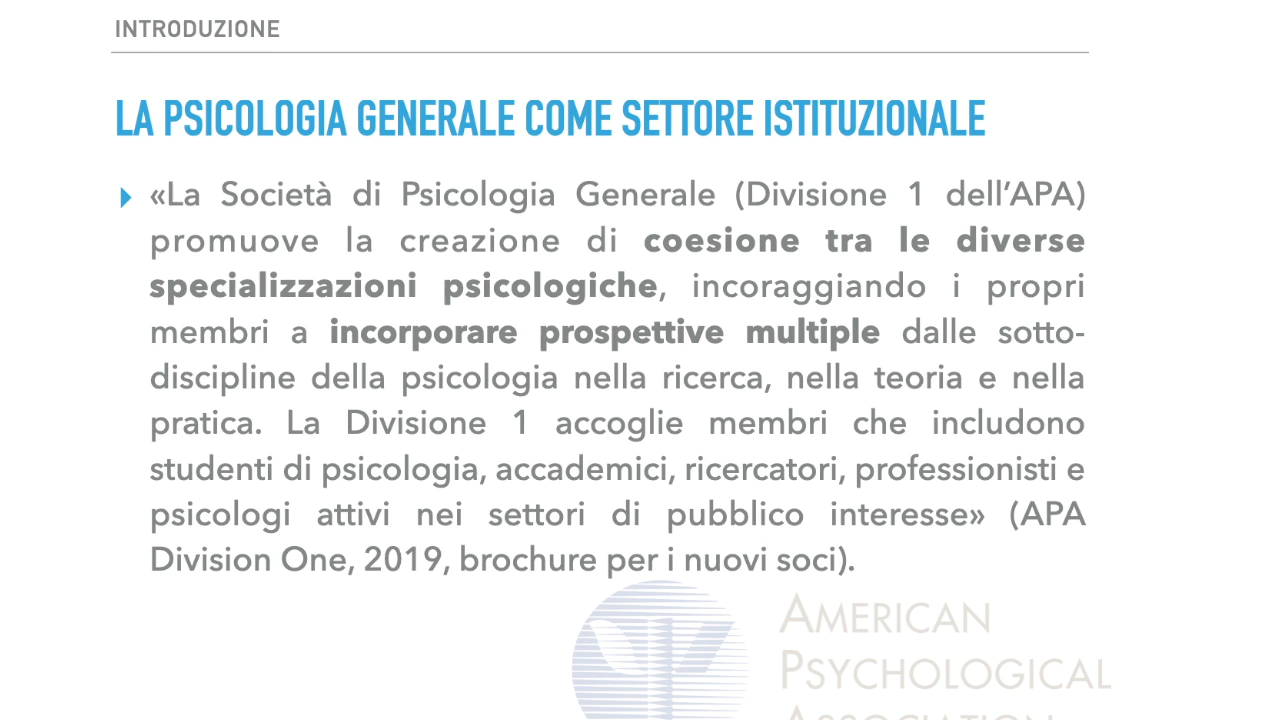 INTRODUZIONE
LA PSICOLOGIA GENERALE COME SETTORE ISTITUZIONALE
«La Società di Psicologia Generale (Divisione 1 dell’APA)
promuove la creazione di coesione tra le diverse
specializzazioni psicologiche, incoraggiando i propri
membri a incorporare prospettive multiple dalle sotto-
discipline della psicologia nella ricerca, nella teoria e nella
pratica. La Divisione 1 accoglie membri che includono
studenti di psicologia, accademici, ricercatori, professionisti e
psicologi attivi nei settori di pubblico interesse» (APA
Division One, 2019, brochure per i nuovi soci).
AMERICAN
PSYCHOLOGICAL
ASSOCIATION